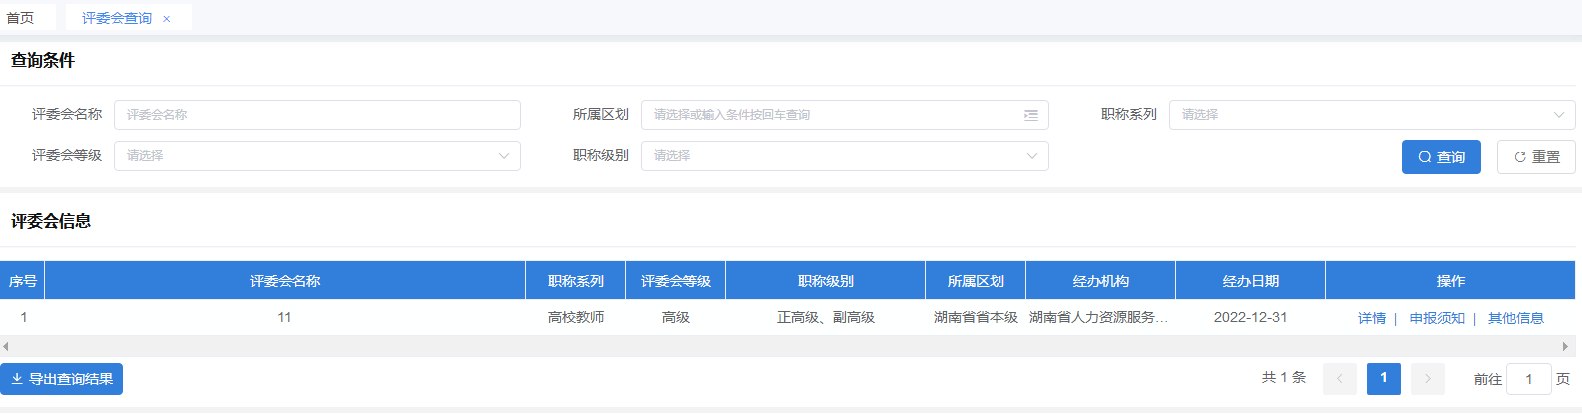 首页 评委会查询 ×
查询条件
评委会名称 评委会名称 所属区划 请选择或输入条件按回车查询 职称系列 请选择
评委会等级 请选择 职称级别 请选择 查询 重置
评委会信息
序号 评委会名称 职称系列 评委会等级 职称级别 所属区划 经办机构 经办日期 操作
1 11 高校教师 高级 正高级、副高级 湖南省省本级 湖南省人力资源服务... 2022-12-31 详情 | 申报须知 | 其他信息
导出查询结果 共 1 条 < 1 > 前往 1 页